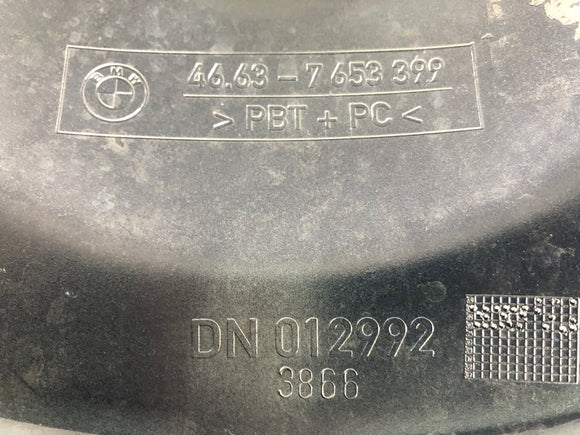 BMW
46.63 - 7 653 399
> PBT + PC <
DN 012992
3866